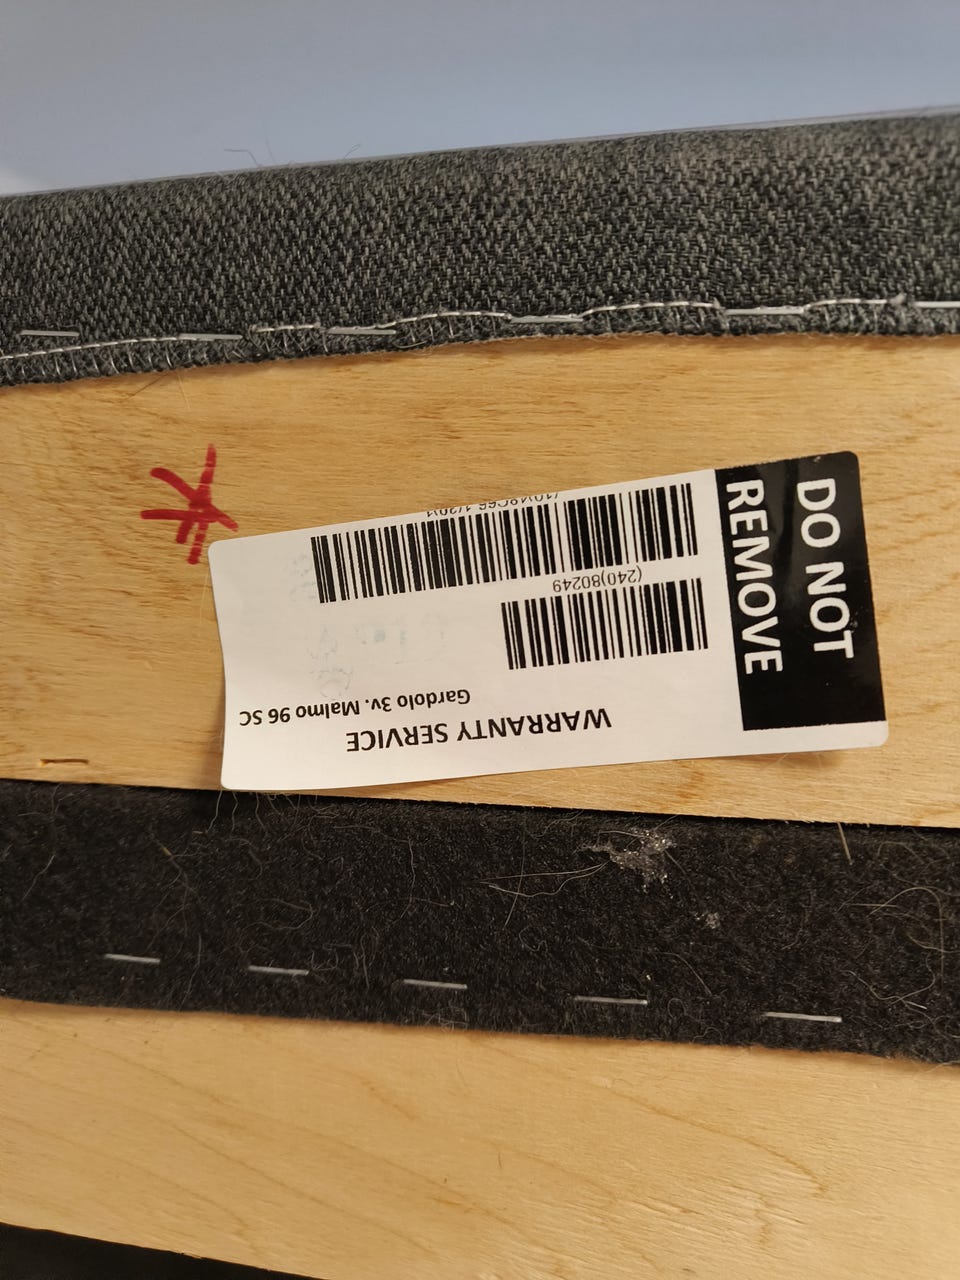 DO NOT
REMOVE
WARRANTY SERVICE
Gardolo 3v. Malmo 96 SC
(240)80249